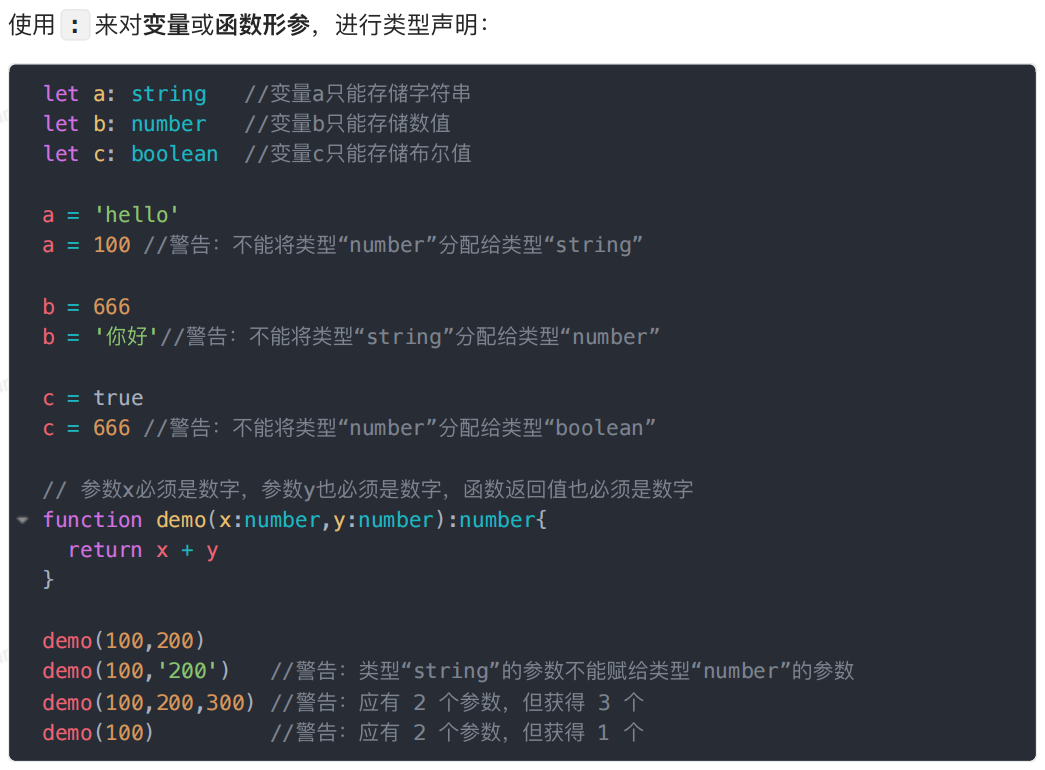 使用 : 来对变量或函数形参，进行类型声明：
let a: string   //变量a只能存储字符串
let b: number   //变量b只能存储数值
let c: boolean  //变量c只能存储布尔值
a = 'hello'
a = 100 //警告：不能将类型“number”分配给类型“string”
b = 666
b = '你好'//警告：不能将类型“string”分配给类型“number”
c = true
c = 666 //警告：不能将类型“number”分配给类型“boolean”
// 参数x必须是数字，参数y也必须是数字，函数返回值也必须是数字
function demo(x:number,y:number):number{
  return x + y
}
demo(100,200)
demo(100,'200')   //警告：类型“string”的参数不能赋给类型“number”的参数
demo(100,200,300) //警告：应有 2 个参数，但获得 3 个
demo(100)         //警告：应有 2 个参数，但获得 1 个